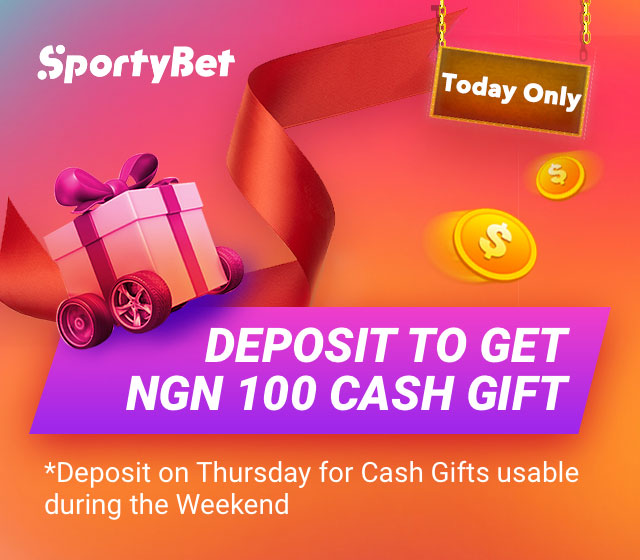 SportyBet
Today Only
DEPOSIT TO GET
NGN 100 CASH GIFT
*Deposit on Thursday for Cash Gifts usable
during the Weekend